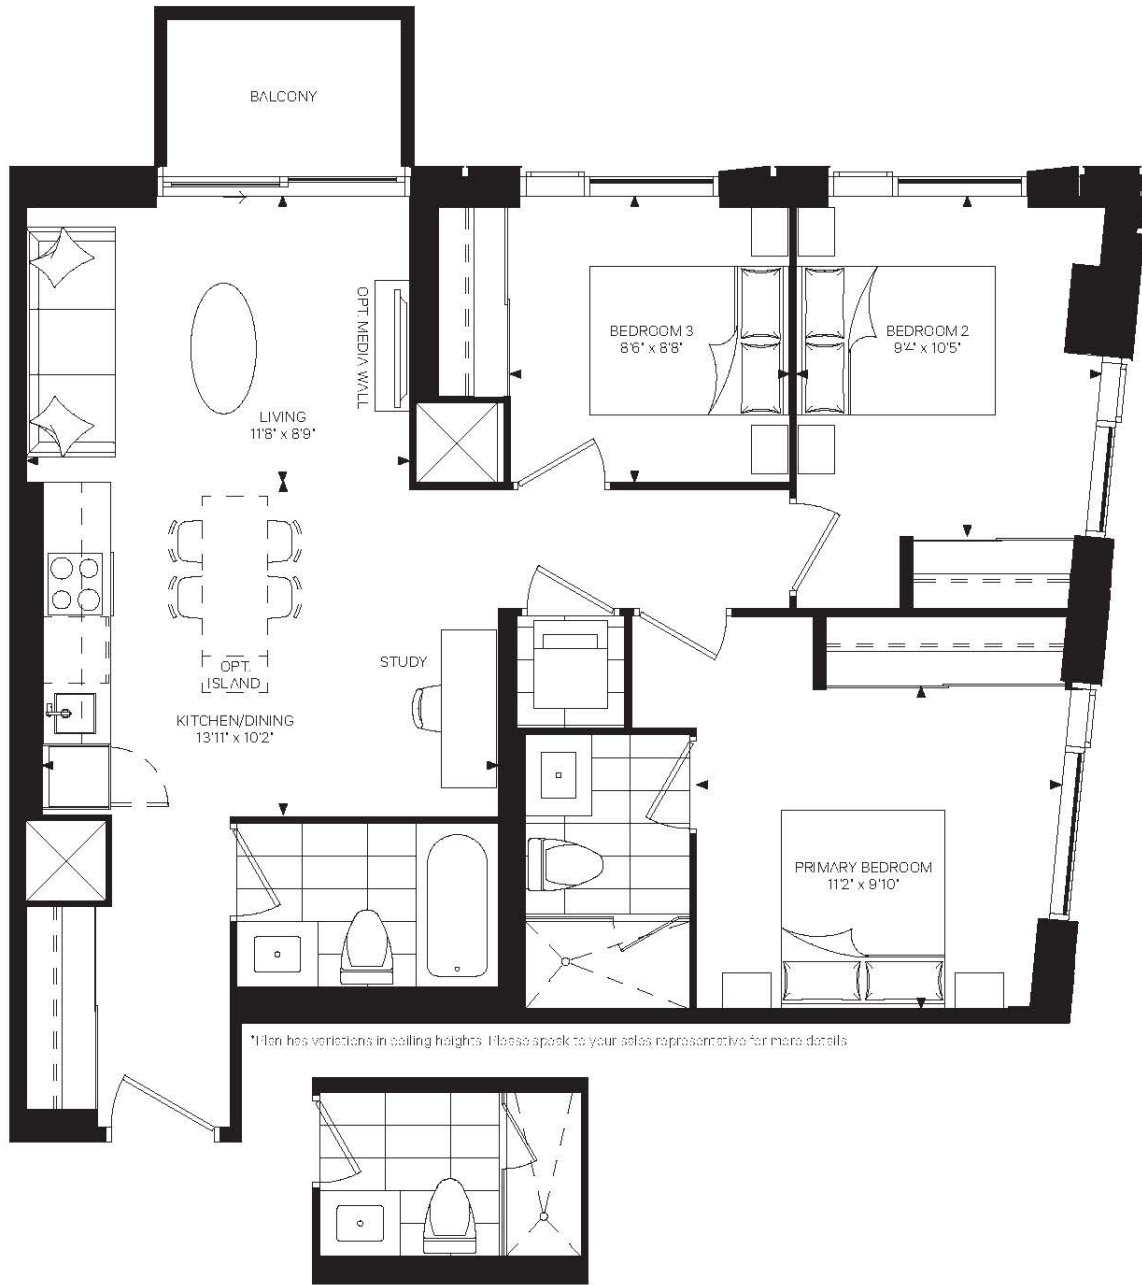 BALCONY
OPT. MEDIA WALL
BEDROOM 3
8'6" x 8'8"
BEDROOM 2
9'4" x 10'5"
LIVING
11'8" x 8'9"
OPT.
ISLAND
STUDY
KITCHEN/DINING
13'11" x 10'2"
PRIMARY BEDROOM
11'2" x 9'10"
*Plan has variations in ceiling heights. Please speak to your sales representative for more details